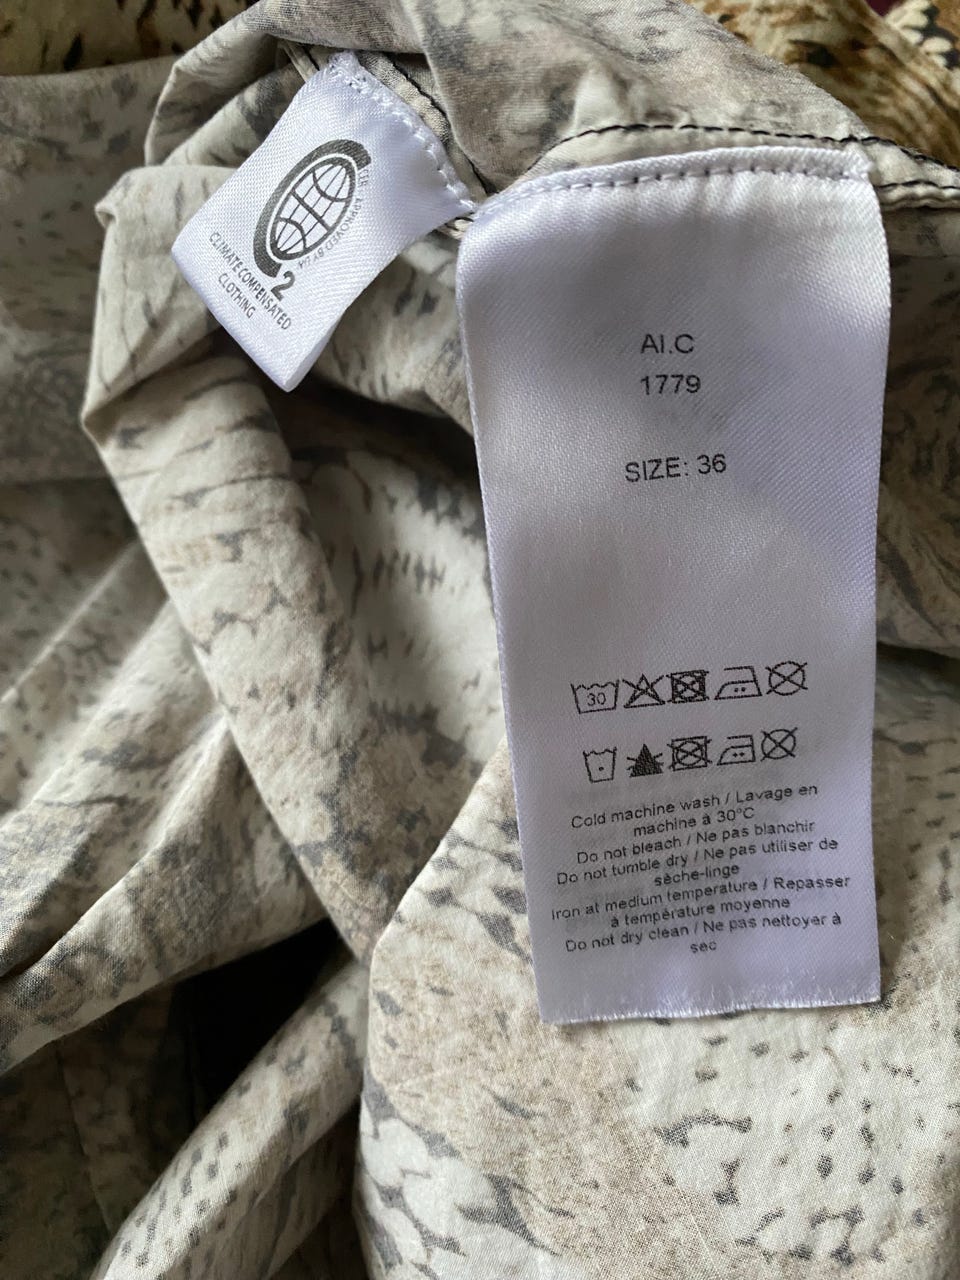 2
CLIMATE COMPENSATED
CLOTHING
AI.C
1779
SIZE: 36
30
Cold machine wash / Lavage en
machine à 30°C
Do not bleach / Ne pas blanchir
Do not tumble dry / Ne pas utiliser de
sèche-linge
Iron at medium temperature / Repasser
à température moyenne
Do not dry clean / Ne pas nettoyer à
sec